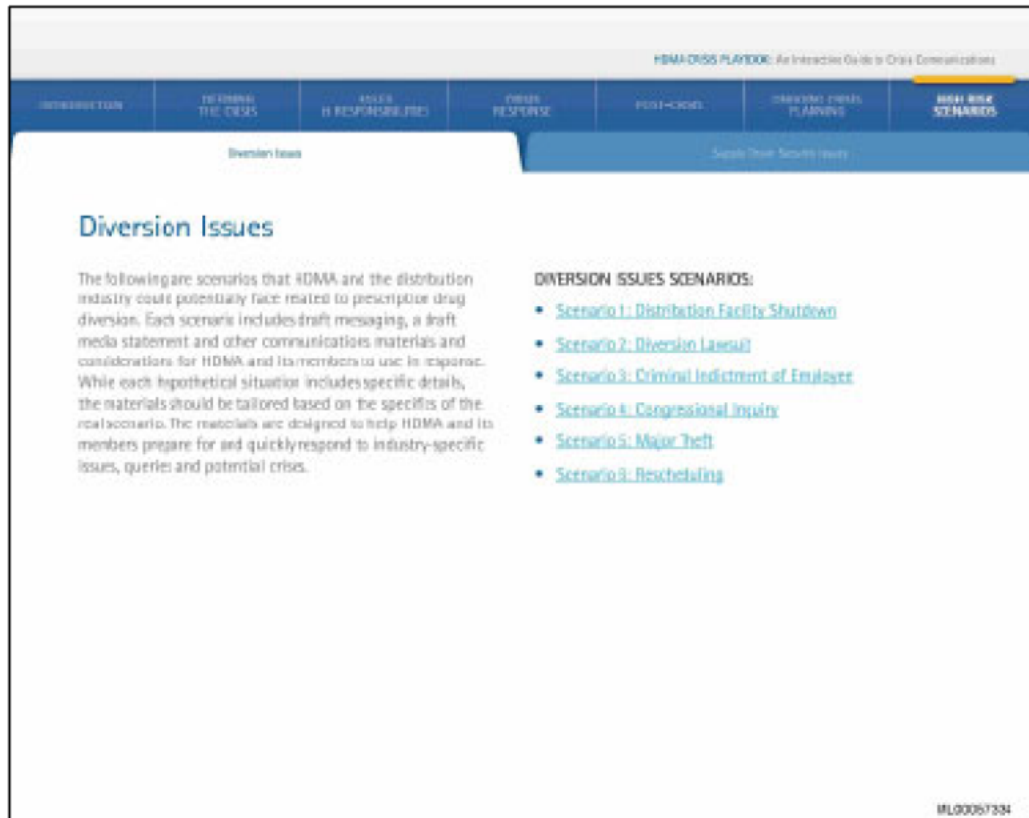 HDMA CRISIS PLAYBOOK: An Interactive Guide to Crisis Communications
INTRODUCTION
DEFINING
THE CRISIS
ROLES
& RESPONSIBILITIES
CRISIS
RESPONSE
POST-CRISIS
ONGOING CRISIS
PLANNING
HIGH RISK
SCENARIOS
Diversion Issues
Supply Chain Security Issues
Diversion Issues
The following are scenarios that HDMA and the distribution
industry could potentially face related to prescription drug
diversion. Each scenario includes draft messaging, a draft
media statement and other communications materials and
considerations for HDMA and its members to use in response.
While each hypothetical situation includes specific details,
the materials should be tailored based on the specifics of the
real scenario. The materials are designed to help HDMA and its
members prepare for and quickly respond to industry-specific
issues, queries and potential crises.
DIVERSION ISSUES SCENARIOS:
• Scenario 1: Distribution Facility Shutdown
• Scenario 2: Diversion Lawsuit
• Scenario 3: Criminal Indictment of Employee
• Scenario 4: Congressional Inquiry
• Scenario 5: Major Theft
• Scenario 6: Rescheduling